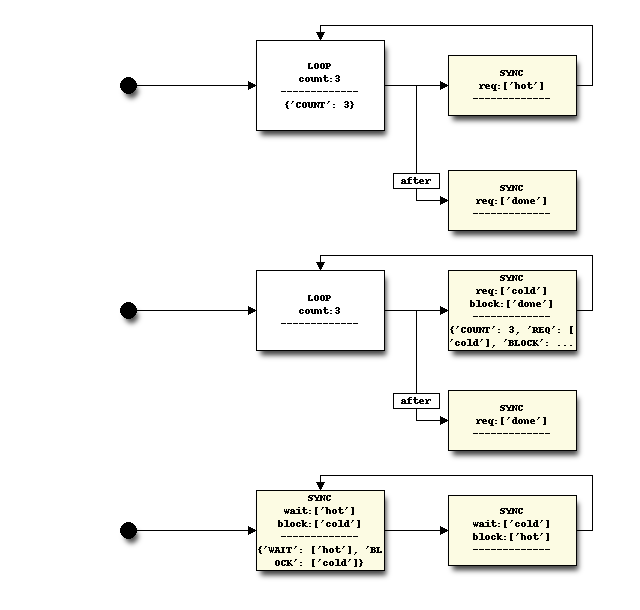 LOOP
count:3
-------------
{'COUNT': 3}
SYNC
req:['hot']
-------------
after
SYNC
req:['done']
-------------
LOOP
count:3
-------------
SYNC
req:['cold']
block:['done']
-------------
{'COUNT': 3, 'REQ': [
'cold'], 'BLOCK': ...
after
SYNC
req:['done']
-------------
SYNC
wait:['hot']
block:['cold']
-------------
{'WAIT': ['hot'], 'BL
OCK': ['cold']}
SYNC
wait:['cold']
block:['hot']
-------------